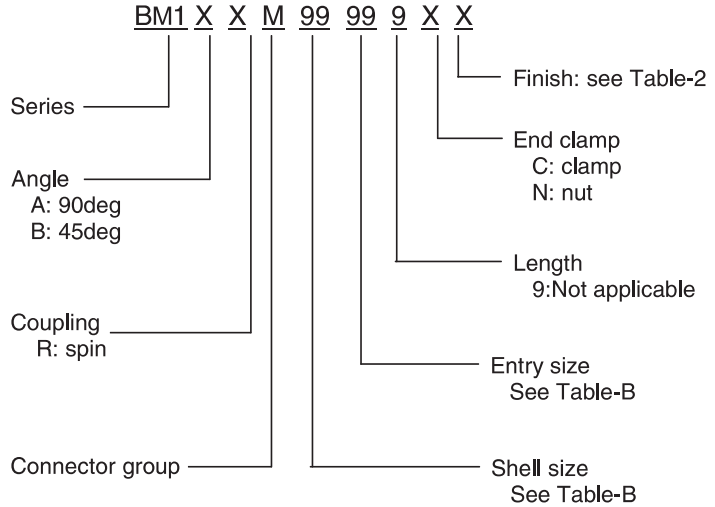 BM1 X X M 99 99 9 X X
Series
Angle
A: 90deg
B: 45deg
Coupling
R: spin
Connector group
Finish: see Table-2
End clamp
C: clamp
N: nut
Length
9:Not applicable
Entry size
See Table-B
Shell size
See Table-B